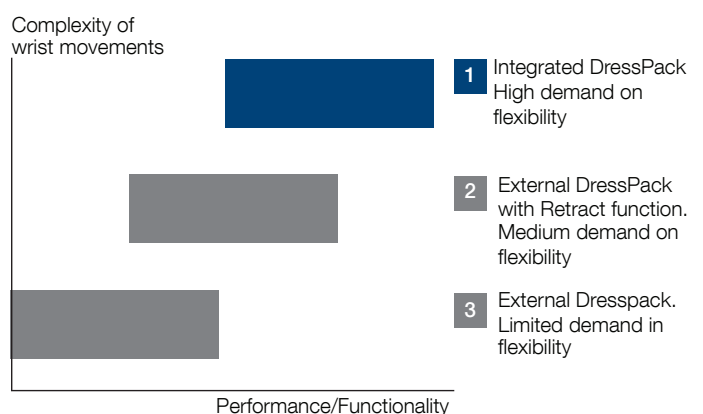 Complexity of
wrist movements
1
Integrated DressPack
High demand on
flexibility
2
External DressPack
with Retract function.
Medium demand on
flexibility
3
External Dresspack.
Limited demand in
flexibility
Performance/Functionality